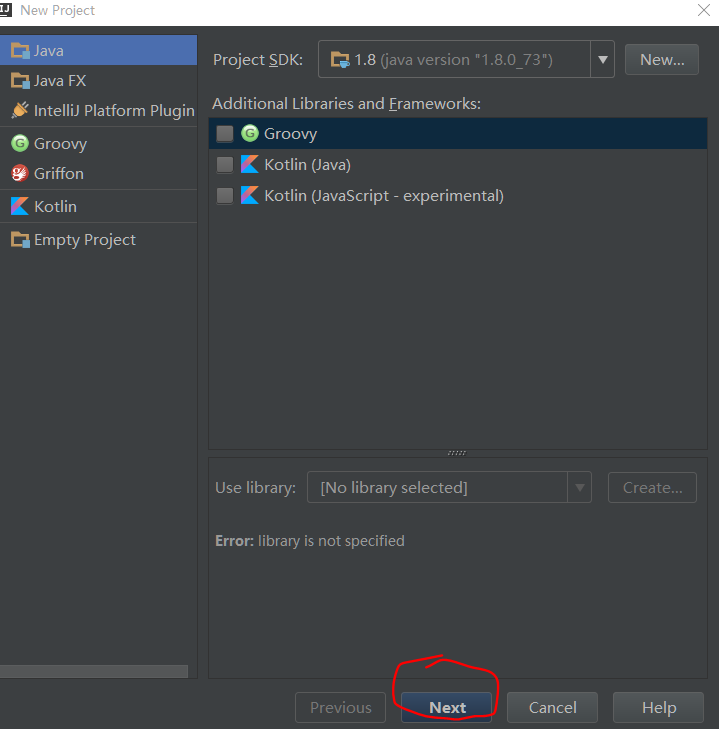 IJ New Project
Java
Java FX
IntelliJ Platform Plugin
Groovy
Griffon
Kotlin
Empty Project
Project SDK: 1.8 (java version "1.8.0_73") New...
Additional Libraries and Frameworks:
G Groovy
Kotlin (Java)
Kotlin (JavaScript - experimental)
Use library: [No library selected] Create...
Error: library is not specified
Previous Next Cancel Help